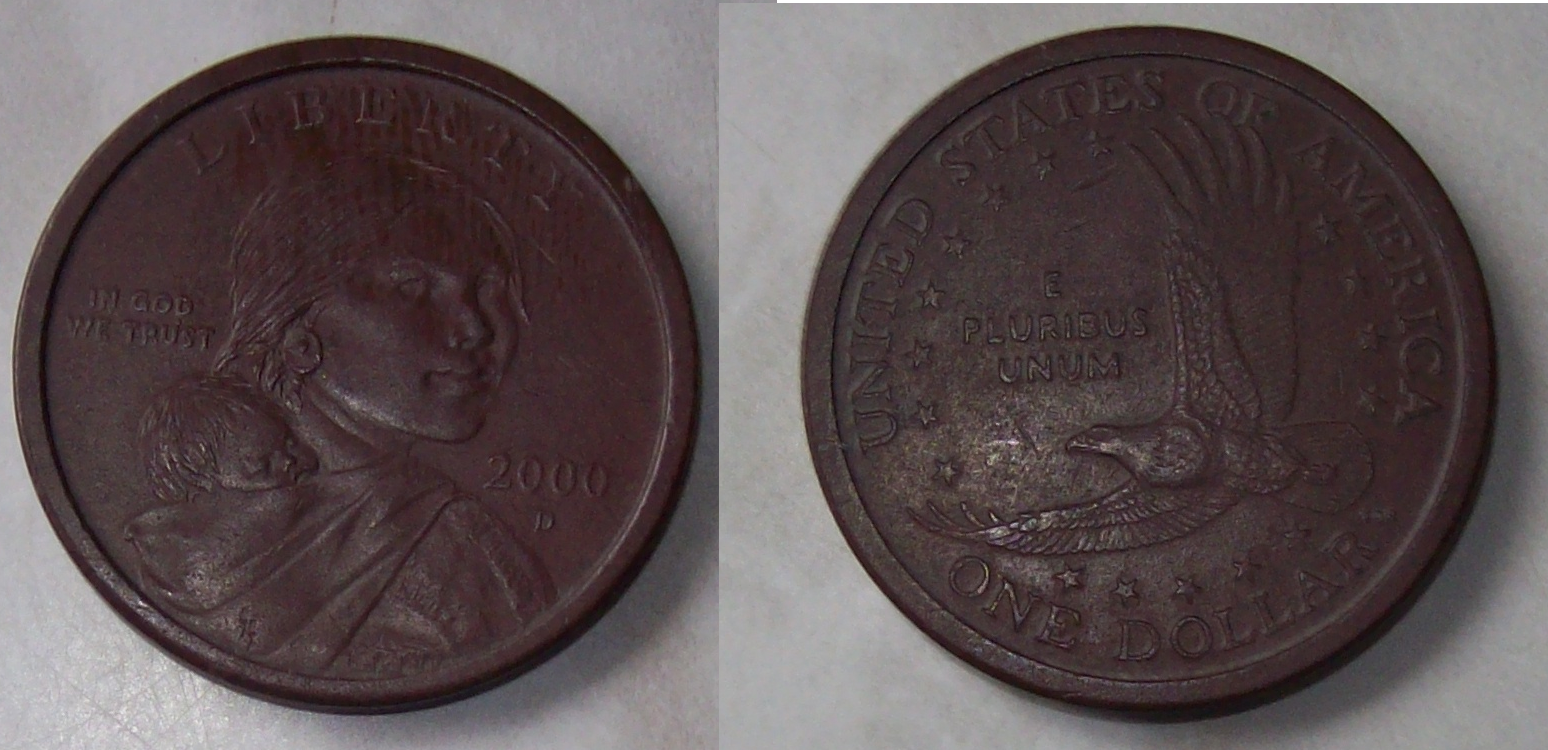 LIBERTY
IN GOD
WE TRUST
2000
D
UNITED STATES OF AMERICA
E
PLURIBUS
UNUM
ONE DOLLAR